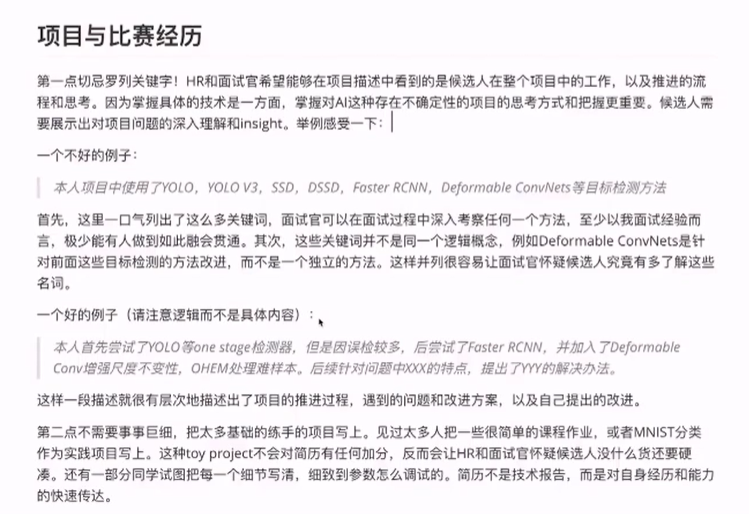 项目与比赛经历
第一点切忌罗列关键字！HR和面试官希望能够在项目描述中看到的是候选人在整个项目中的工作，以及推进的流
程和思考。因为掌握具体的技术是一方面，掌握对AI这种存在不确定性的项目的思考方式和把握更重要。候选人需
要展示出对项目问题的深入理解和insight。举例感受一下：
一个不好的例子：
本人项目中使用了YOLO，YOLO V3，SSD，DSSD，Faster RCNN，Deformable ConvNets等目标检测方法
首先，这里一口气列出了这么多关键词，面试官可以在面试过程中深入考察任何一个方法，至少以我面试经验而
言，极少能有人做到如此融会贯通。其次，这些关键词并不是同一个逻辑概念，例如Deformable ConvNets是针
对前面这些目标检测的方法改进，而不是一个独立的方法。这样并列很容易让面试官怀疑候选人究竟有多了解这些
名词。
一个好的例子（请注意逻辑而不是具体内容）：
本人首先尝试了YOLO等one stage检测器，但是因误检较多，后尝试了Faster RCNN，并加入了Deformable
Conv增强尺度不变性，OHEM处理难样本。后续针对问题中XXX的特点，提出了YYY的解决办法。
这样一段描述就很有层次地描述出了项目的推进过程，遇到的问题和改进方案，以及自己提出的改进。
第二点不需要事事巨细，把太多基础的练手的项目写上。见过太多人把一些很简单的课程作业，或者MNIST分类
作为实践项目写上。这种toy project不会对简历有任何加分，反而会让HR和面试官怀疑候选人没什么货还要硬
凑。还有一部分同学试图把每一个细节写清，细致到参数怎么调试的。简历不是技术报告，而是对自身经历和能力
的快速传达。